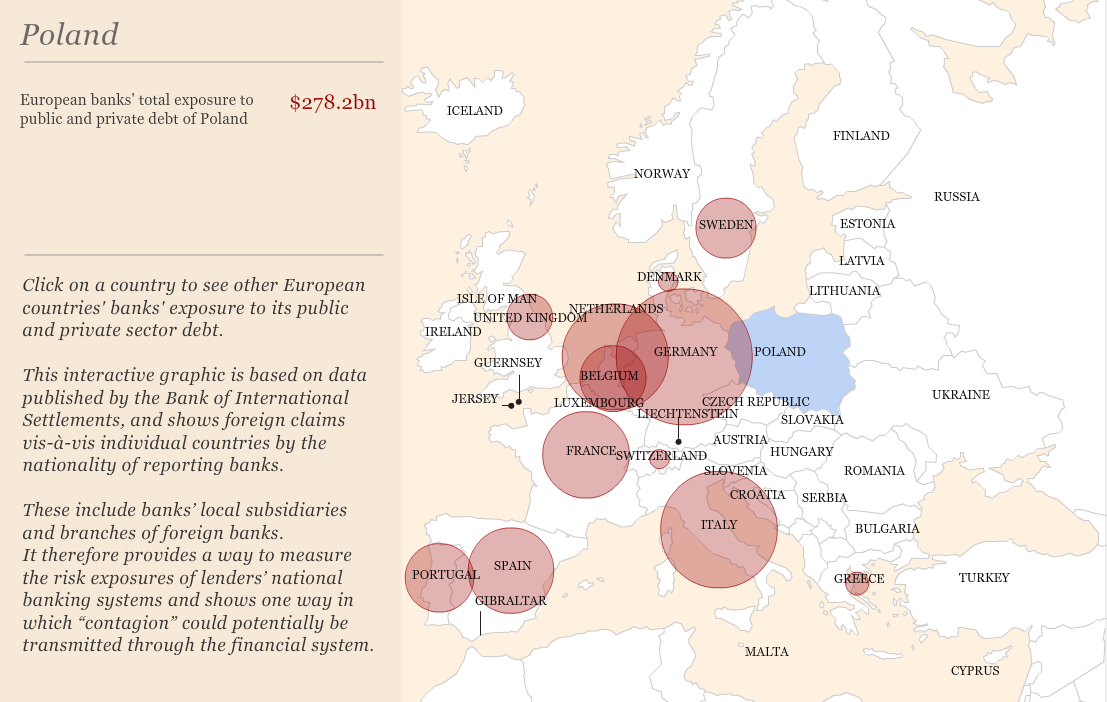 Poland
European banks' total exposure to
public and private debt of Poland
$278.2bn
Click on a country to see other European
countries' banks' exposure to its public
and private sector debt.
This interactive graphic is based on data
published by the Bank of International
Settlements, and shows foreign claims
vis-à-vis individual countries by the
nationality of reporting banks.
These include banks’ local subsidiaries
and branches of foreign banks.
It therefore provides a way to measure
the risk exposures of lenders’ national
banking systems and shows one way in
which “contagion” could potentially be
transmitted through the financial system.
ICELAND
FINLAND
NORWAY
RUSSIA
SWEDEN
ESTONIA
LATVIA
DENMARK
LITHUANIA
ISLE OF MAN
NETHERLANDS
UNITED KINGDOM
IRELAND
GERMANY
POLAND
GUERNSEY
BELGIUM
UKRAINE
JERSEY
LUXEMBOURG
CZECH REPUBLIC
LIECHTENSTEIN
SLOVAKIA
AUSTRIA
FRANCE
HUNGARY
SWITZERLAND
SLOVENIA
ROMANIA
CROATIA
SERBIA
ITALY
BULGARIA
SPAIN
PORTUGAL
GREECE
TURKEY
GIBRALTAR
MALTA
CYPRUS